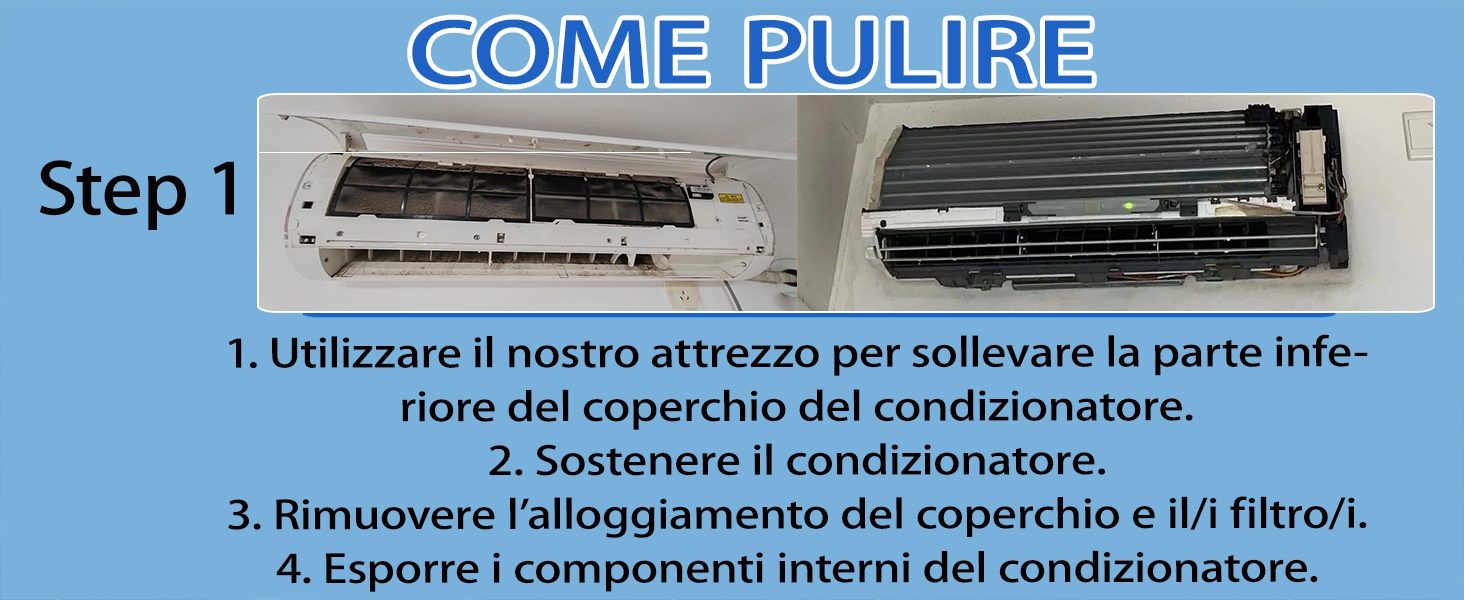 COME PULIRE
Step 1
1. Utilizzare il nostro attrezzo per sollevare la parte infe-
riore del coperchio del condizionatore.
2. Sostenere il condizionatore.
3. Rimuovere l’alloggiamento del coperchio e il/i filtro/i.
4. Esporre i componenti interni del condizionatore.